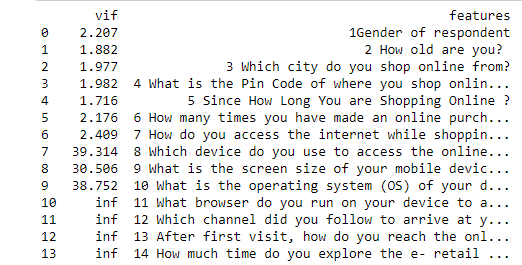 vif features
0 2.207 1Gender of respondent
1 1.882 2 How old are you?
2 1.977 3 Which city do you shop online from?
3 1.982 4 What is the Pin Code of where you shop onlin...
4 1.716 5 Since How Long You are Shopping Online ?
5 2.176 6 How many times you have made an online purch...
6 2.409 7 How do you access the internet while shoppin...
7 39.314 8 Which device do you use to access the online...
8 30.506 9 What is the screen size of your mobile devic...
9 38.752 10 What is the operating system (OS) of your d...
10 inf 11 What browser do you run on your device to a...
11 inf 12 Which channel did you follow to arrive at y...
12 inf 13 After first visit, how do you reach the onl...
13 inf 14 How much time do you explore the e- retail ...